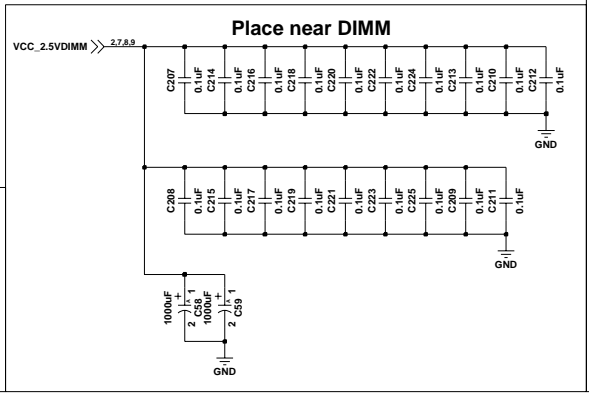 Place near DIMM
VCC_2.5VDIMM
2,7,8,9
C207
0.1uF
C214
0.1uF
C216
0.1uF
C218
0.1uF
C220
0.1uF
C222
0.1uF
C224
0.1uF
C213
0.1uF
C210
0.1uF
C212
0.1uF
GND
C208
0.1uF
C215
0.1uF
C217
0.1uF
C219
0.1uF
C221
0.1uF
C223
0.1uF
C225
0.1uF
C209
0.1uF
C211
0.1uF
GND
1000uF
+
1
2
C58
1000uF
+
1
2
C59
GND